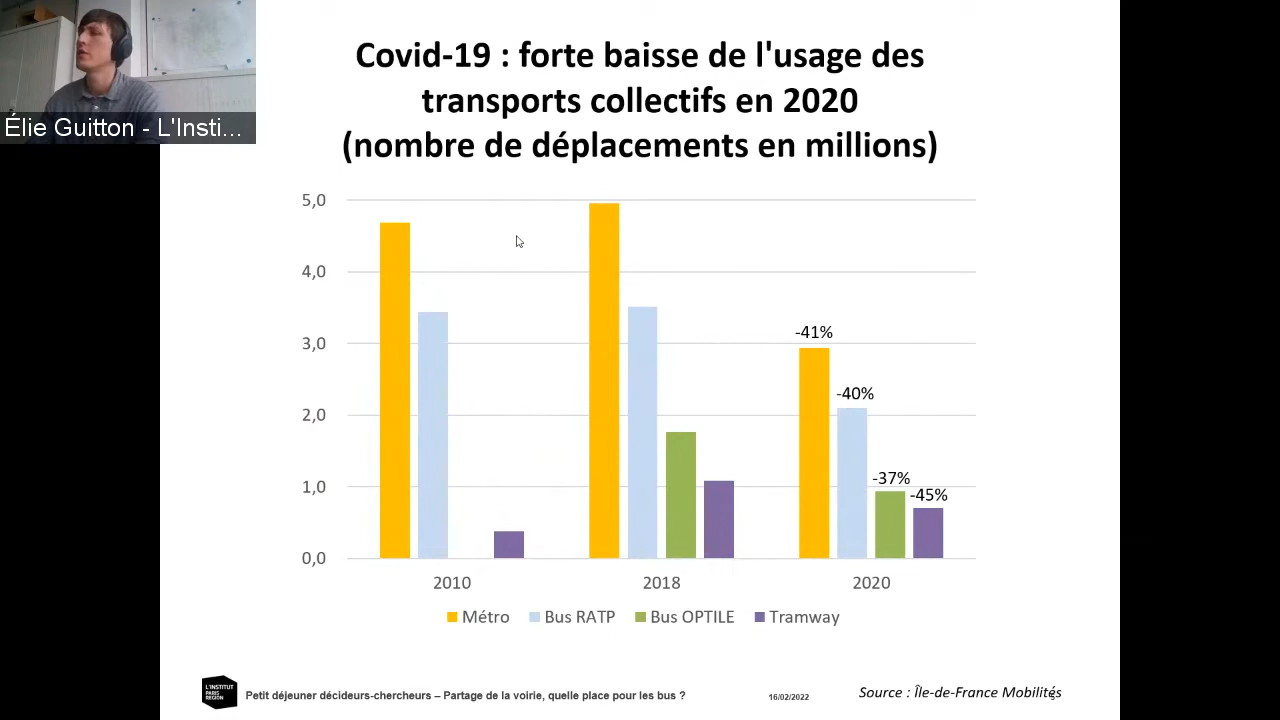 Élie Guitton - L'Insti...
Covid-19 : forte baisse de l'usage des
transports collectifs en 2020
(nombre de déplacements en millions)
5,0
4,0
3,0
2,0
1,0
0,0
-41%
-40%
-37%
-45%
2010
2018
2020
Métro
Bus RATP
Bus OPTILE
Tramway
L'INSTITUT
PARIS
REGION
Petit déjeuner décideurs-chercheurs – Partage de la voirie, quelle place pour les bus ?
16/02/2022
Source : Île-de-France Mobilités